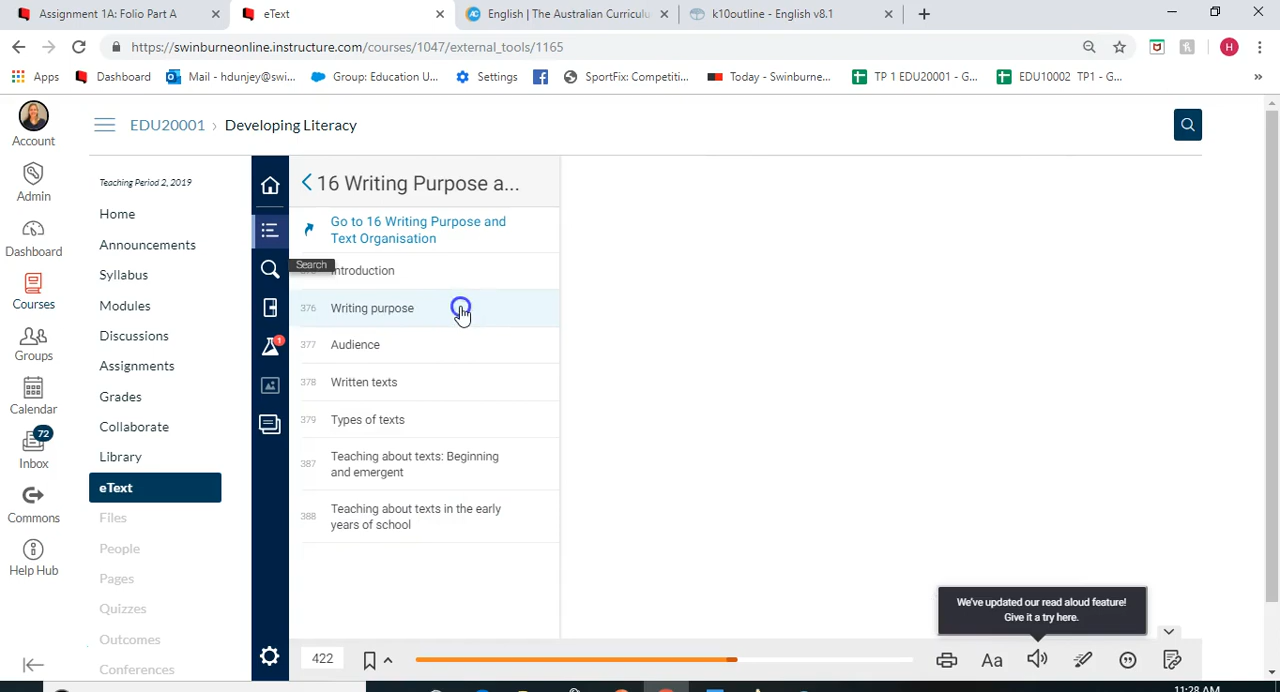 Assignment 1A: Folio Part A
eText
English | The Australian Curriculu
k10outline - English v8.1
https://swinburneonline.instructure.com/courses/1047/external_tools/1165
H
Apps
Dashboard
Mail - hdunjey@swi...
Group: Education U...
Settings
SportFix: Competiti...
Today - Swinburne...
TP 1 EDU20001 - G...
EDU10002 TP1 - G...
»
Account
Admin
Dashboard
Courses
Groups
Calendar
72
Inbox
Commons
Help Hub
EDU20001 › Developing Literacy
Teaching Period 2, 2019
Home
Announcements
Syllabus
Modules
Discussions
Assignments
Grades
Collaborate
Library
eText
Files
People
Pages
Quizzes
Outcomes
Conferences
1
Search
16 Writing Purpose a...
Go to 16 Writing Purpose and
Text Organisation
Introduction
376 Writing purpose
377 Audience
378 Written texts
379 Types of texts
387 Teaching about texts: Beginning
and emergent
388 Teaching about texts in the early
years of school
We've updated our read aloud feature!
Give it a try here.
422
Aa
11:28 AM